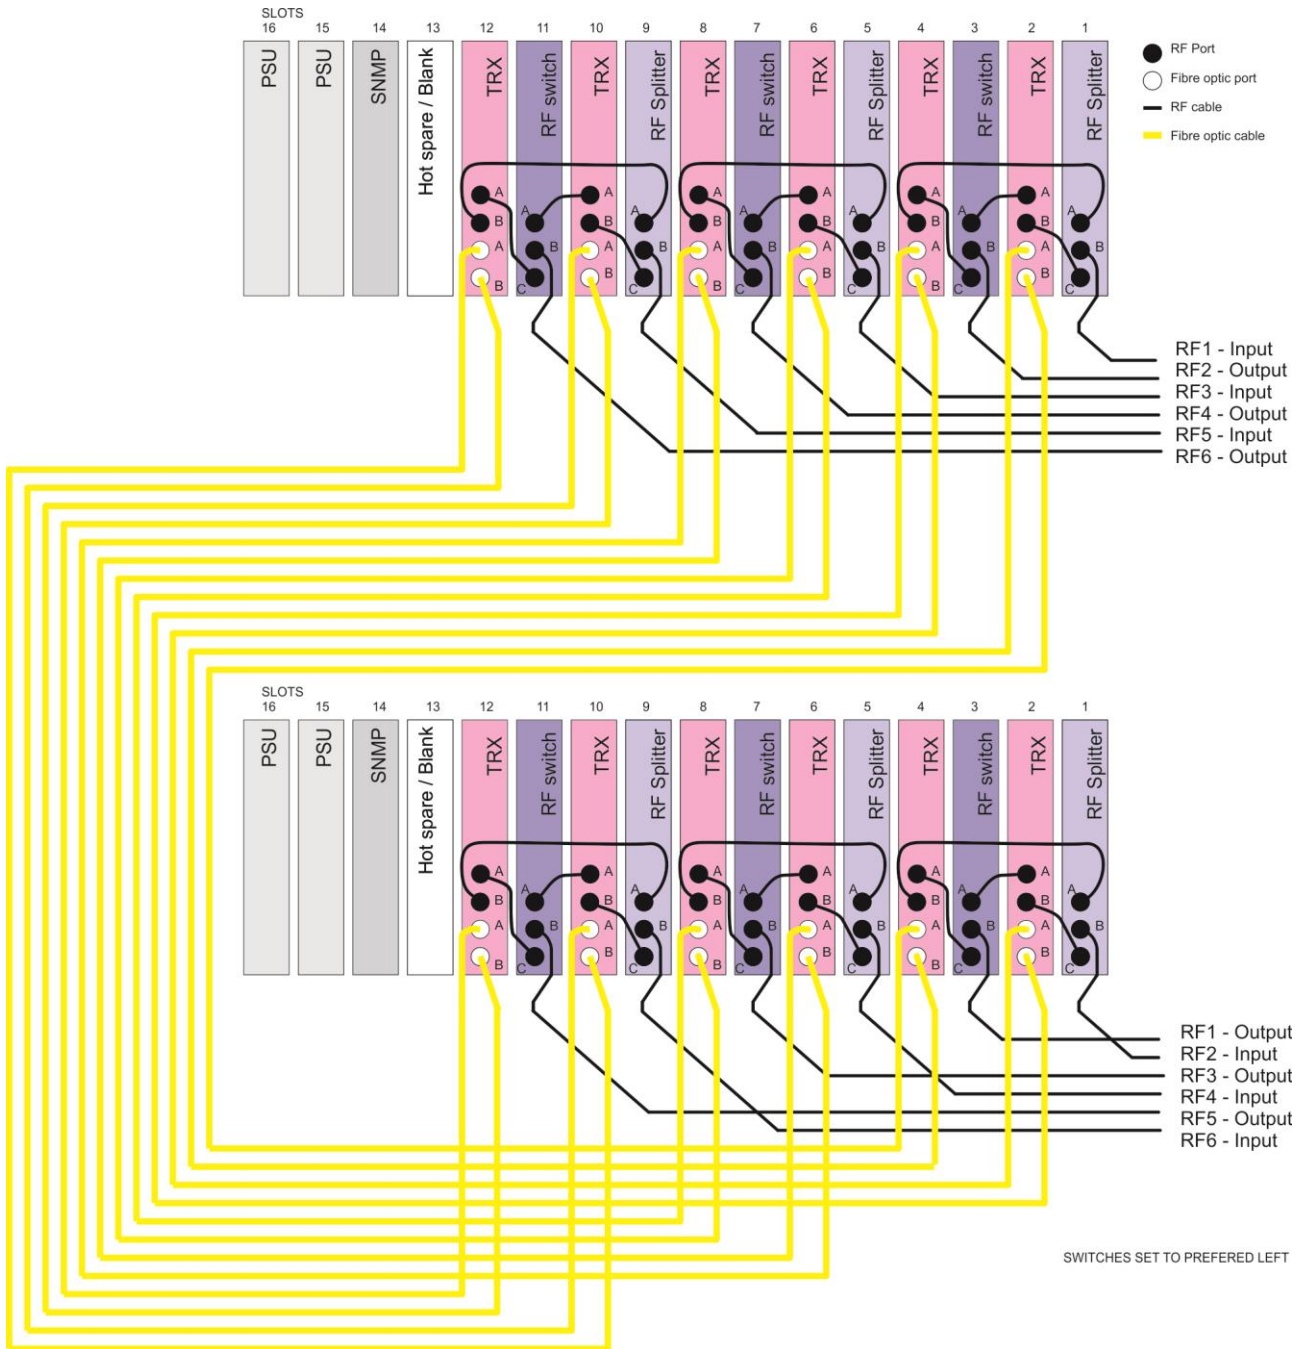 SLOTS
16 15 14 13 12 11 10 9 8 7 6 5 4 3 2 1
PSU
PSU
SNMP
Hot spare / Blank
TRX
RF switch
TRX
RF Splitter
TRX
RF switch
TRX
RF Splitter
TRX
RF switch
TRX
RF Splitter
RF Port
Fibre optic port
RF cable
Fibre optic cable
A A A A A A
A A A A A A
B B B B B B
A B A B A B A B A B A B
B C B C B C B C B C B C
RF1 - Input
RF2 - Output
RF3 - Input
RF4 - Output
RF5 - Input
RF6 - Output
SLOTS
16 15 14 13 12 11 10 9 8 7 6 5 4 3 2 1
PSU
PSU
SNMP
Hot spare / Blank
TRX
RF switch
TRX
RF Splitter
TRX
RF switch
TRX
RF Splitter
TRX
RF switch
TRX
RF Splitter
A A A A A A
A A A A A A
B B B B B B
A B A B A B A B A B A B
B C B C B C B C B C B C
RF1 - Output
RF2 - Input
RF3 - Output
RF4 - Input
RF5 - Output
RF6 - Input
SWITCHES SET TO PREFERED LEFT